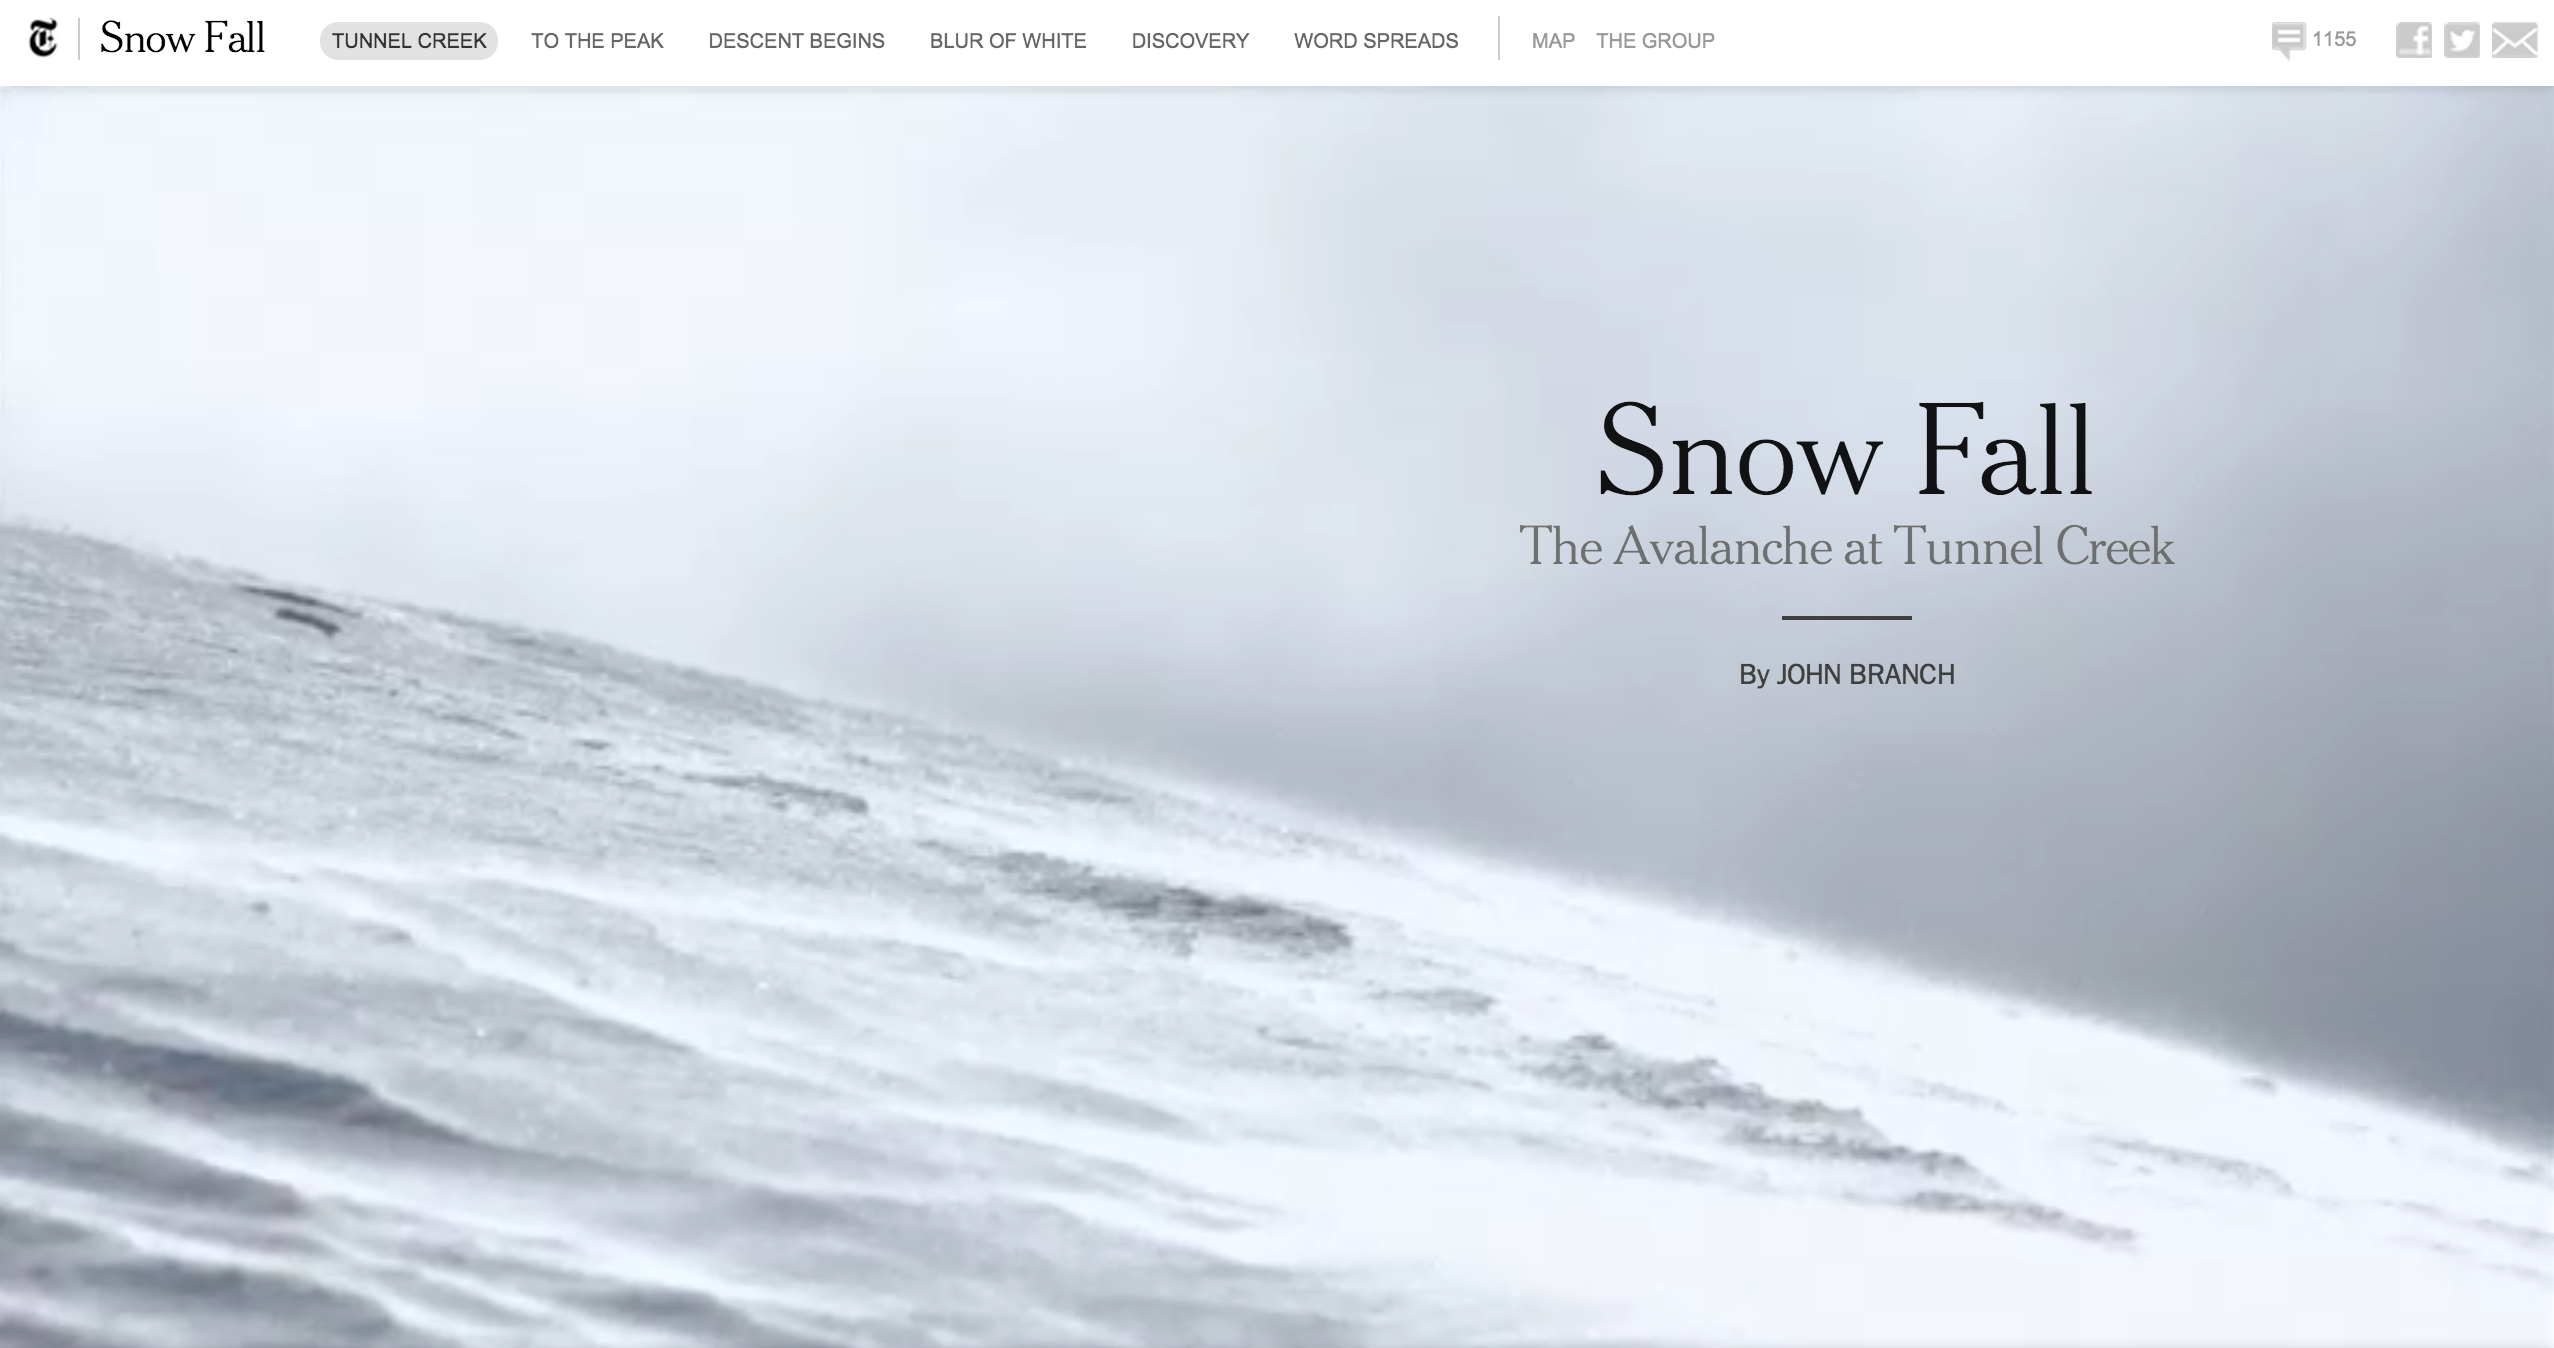 T Snow Fall TUNNEL CREEK TO THE PEAK DESCENT BEGINS BLUR OF WHITE DISCOVERY WORD SPREADS MAP THE GROUP 1155 f
Snow Fall
The Avalanche at Tunnel Creek
By JOHN BRANCH